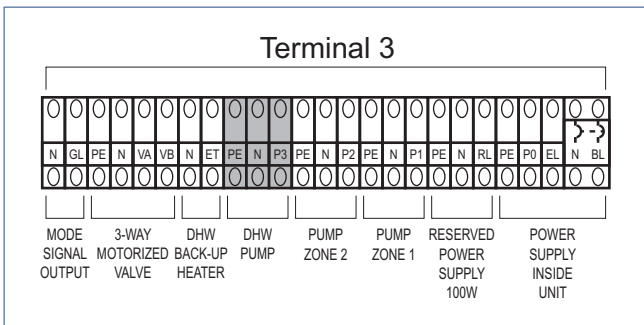 Terminal 3
N GL PE N VA VB N ET PE N P3 PE N P2 PE N P1 PE N RL PE P0 EL N BL
MODE SIGNAL OUTPUT
3-WAY MOTORIZED VALVE
DHW BACK-UP HEATER
DHW PUMP
PUMP ZONE 2
PUMP ZONE 1
RESERVED POWER SUPPLY 100W
POWER SUPPLY INSIDE UNIT